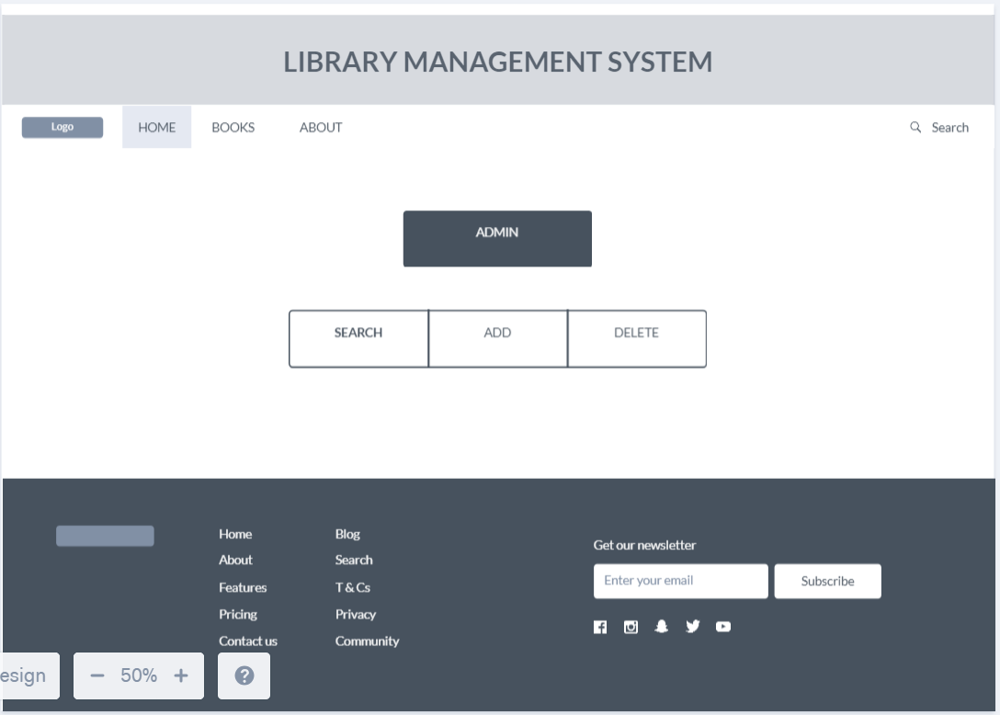 LIBRARY MANAGEMENT SYSTEM
Logo HOME BOOKS ABOUT Search
ADMIN
SEARCH ADD DELETE
Home Blog
About Search
Features T & Cs
Pricing Privacy
Contact us Community
Get our newsletter
Enter your email Subscribe
esign − 50% + ?